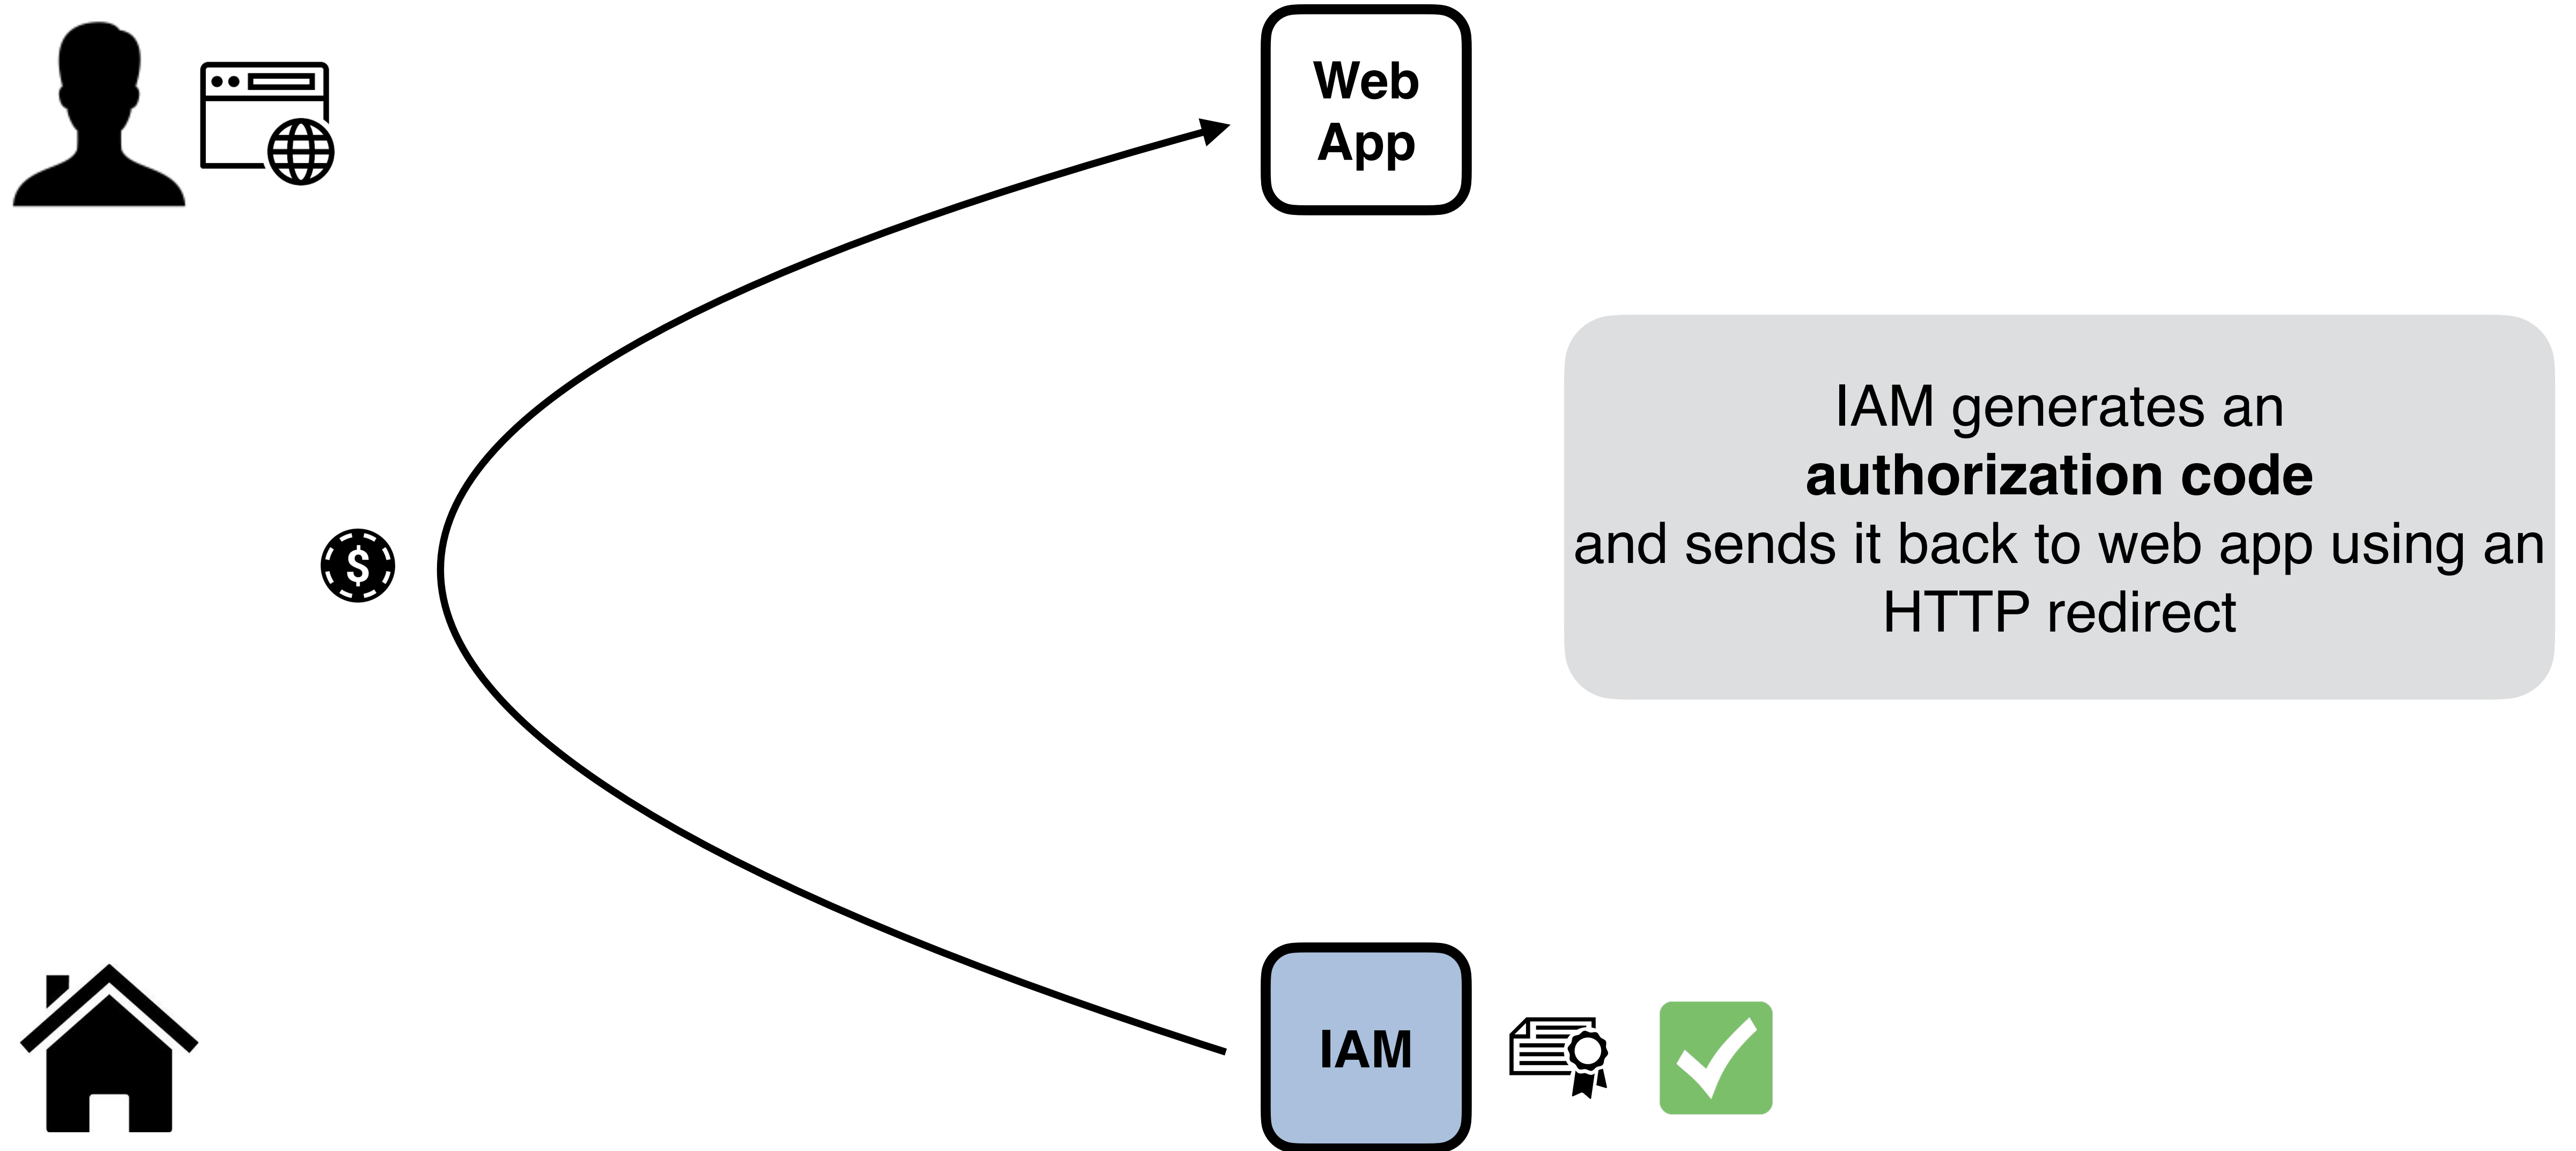 Web
App
IAM generates an
authorization code
and sends it back to web app using an
HTTP redirect
$
IAM